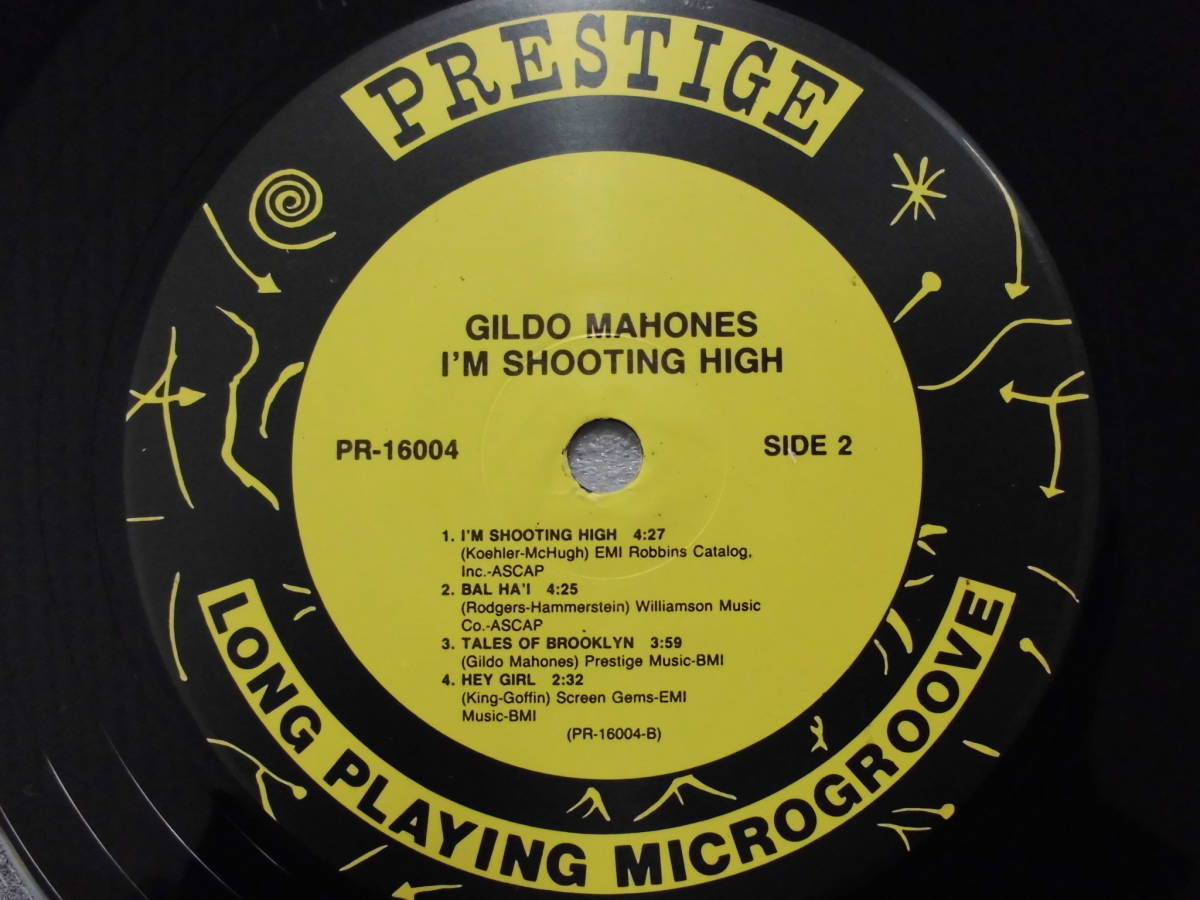 PRESTIGE
GILDO MAHONES
I'M SHOOTING HIGH
PR-16004
SIDE 2
1. I'M SHOOTING HIGH 4:27
(Koehler-McHugh) EMI Robbins Catalog,
Inc.-ASCAP
2. BAL HA'I 4:25
(Rodgers-Hammerstein) Williamson Music
Co.-ASCAP
3. TALES OF BROOKLYN 3:59
(Gildo Mahones) Prestige Music-BMI
4. HEY GIRL 2:32
(King-Goffin) Screen Gems-EMI
Music-BMI
(PR-16004-B)
LONG PLAYING MICROGROOVE